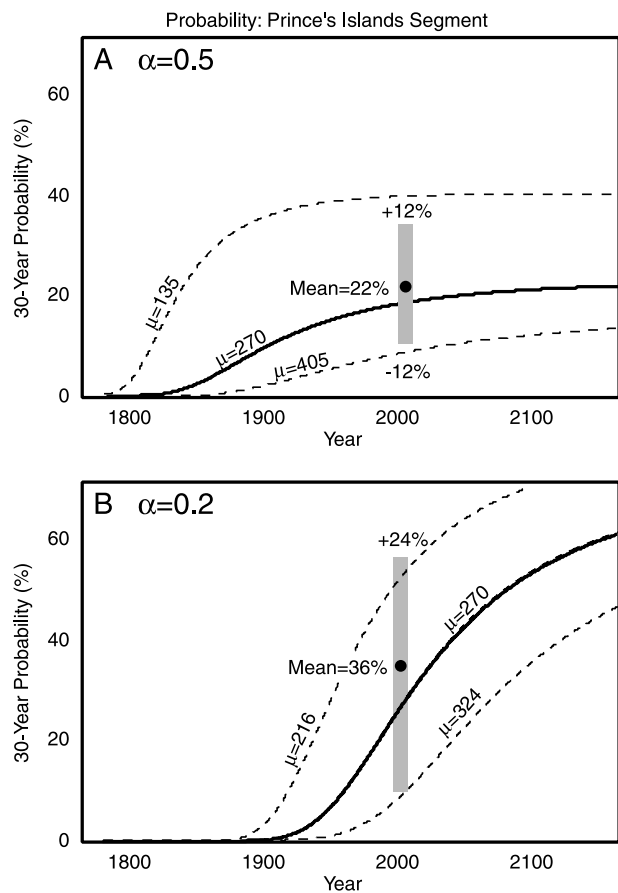 Probability: Prince's Islands Segment
A α=0.5
60
40
20
0
30-Year Probability (%)
+12%
Mean=22%
-12%
μ=135
μ=270
μ=405
1800 1900 2000 2100
Year
B α=0.2
60
40
20
0
30-Year Probability (%)
+24%
Mean=36%
μ=216
μ=270
μ=324
1800 1900 2000 2100
Year